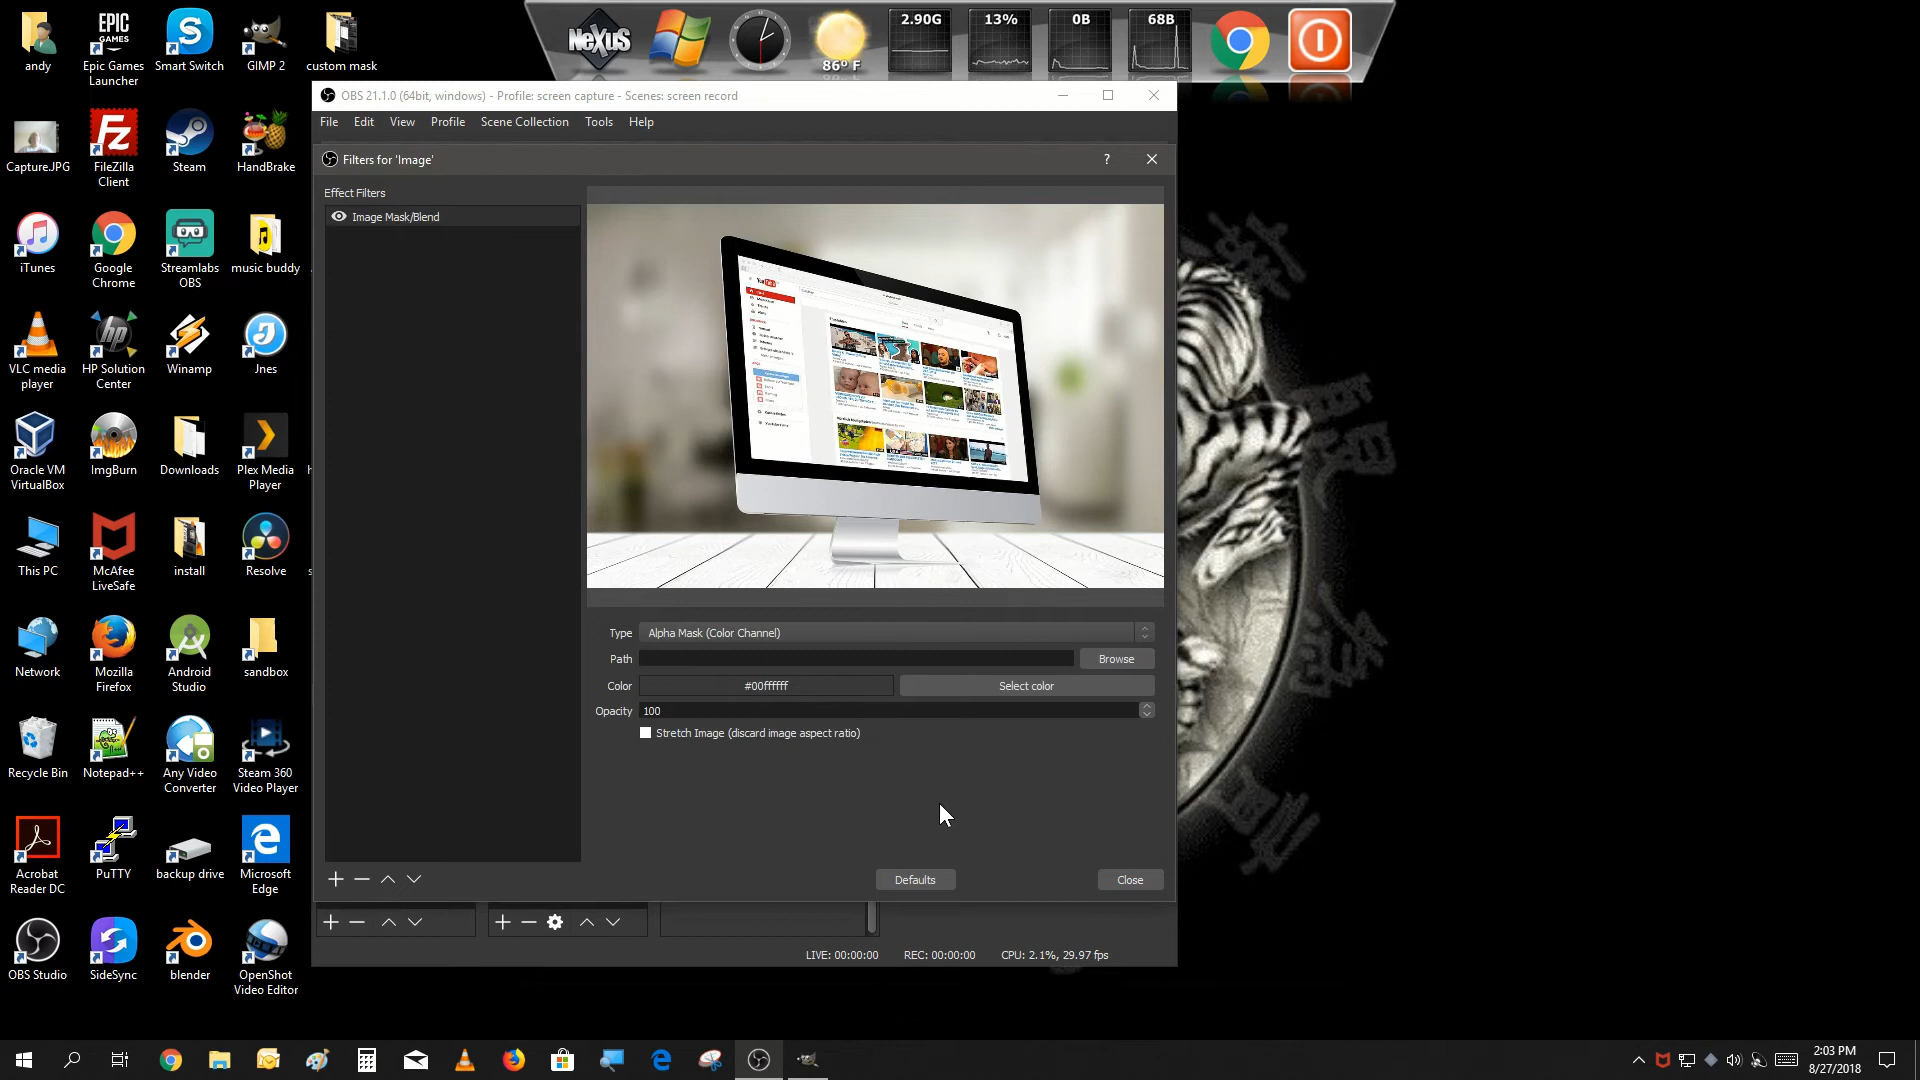 andy
EPIC
GAMES
Epic Games
Launcher
Smart Switch
GIMP 2
custom mask
NeXuS
86º F
2.90G
13%
0B
68B
Capture.JPG
FileZilla
Client
Steam
HandBrake
iTunes
Google
Chrome
Streamlabs
OBS
music buddy
VLC media
player
HP Solution
Center
Winamp
Jnes
Oracle VM
VirtualBox
ImgBurn
Downloads
Plex Media
Player
This PC
McAfee
LiveSafe
install
Resolve
Network
Mozilla
Firefox
Android
Studio
sandbox
Recycle Bin
Notepad++
Any Video
Converter
Steam 360
Video Player
Acrobat
Reader DC
PuTTY
backup drive
Microsoft
Edge
OBS Studio
SideSync
blender
OpenShot
Video Editor
OBS 21.1.0 (64bit, windows) - Profile: screen capture - Scenes: screen record
File Edit View Profile Scene Collection Tools Help
Filters for 'Image'
?
Effect Filters
Image Mask/Blend
YouTube
Type Alpha Mask (Color Channel)
Path Browse
Color #00ffffff Select color
Opacity 100
Stretch Image (discard image aspect ratio)
Defaults Close
LIVE: 00:00:00 REC: 00:00:00 CPU: 2.1%, 29.97 fps
2:03 PM
8/27/2018